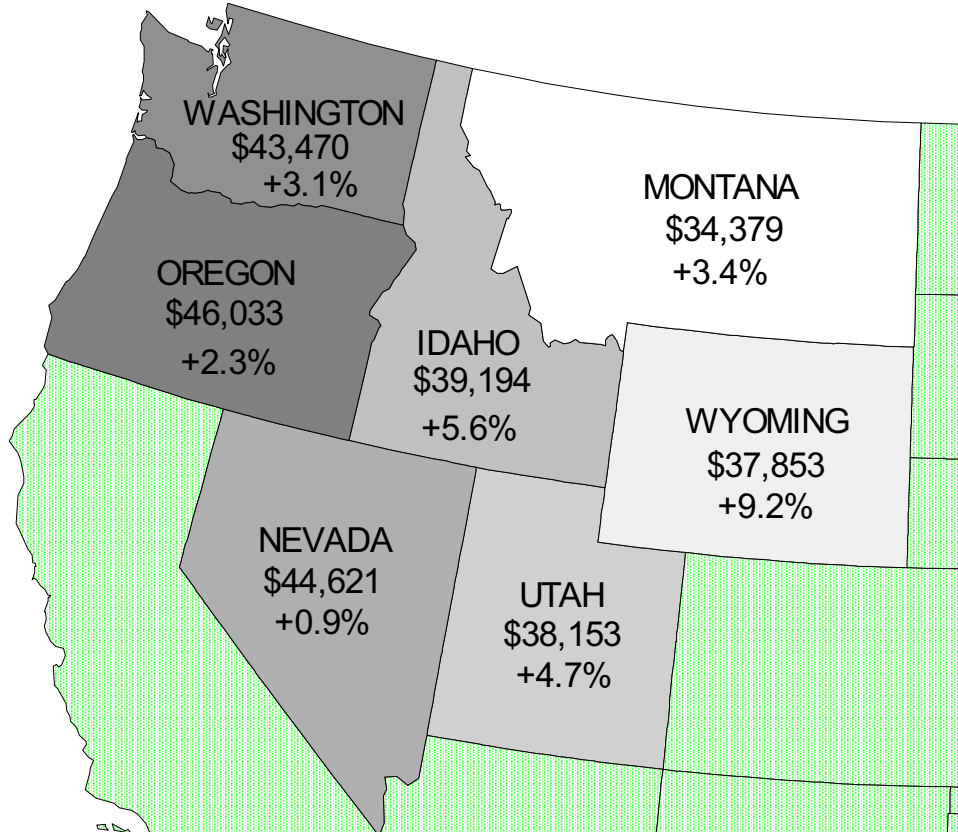 WASHINGTON
$43,470
+3.1%
MONTANA
$34,379
+3.4%
OREGON
$46,033
+2.3%
IDAHO
$39,194
+5.6%
WYOMING
$37,853
+9.2%
NEVADA
$44,621
+0.9%
UTAH
$38,153
+4.7%